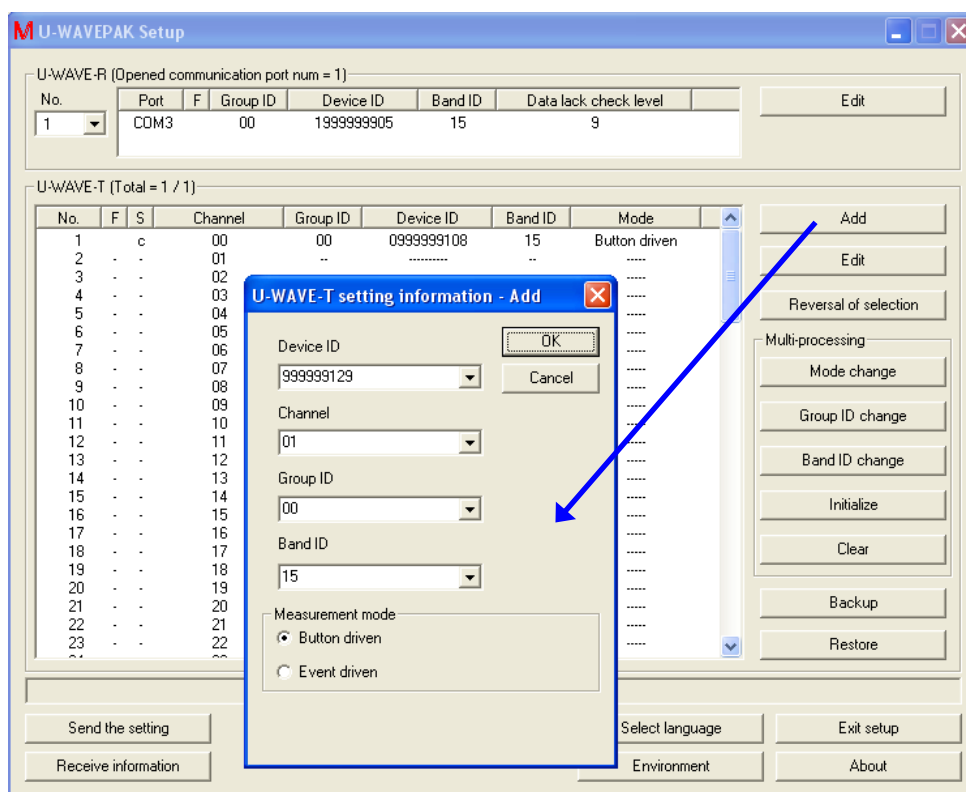 M U-WAVEPAK Setup
U-WAVE-R (Opened communication port num = 1)
No. Port F Group ID Device ID Band ID Data lack check level
1 COM3 00 1999999905 15 9
Edit
U-WAVE-T (Total = 1 / 1)
No. F S Channel Group ID Device ID Band ID Mode
1 c 00 00 0999999108 15 Button driven
2 - - 01 -- ---------- -- -----
3 - - 02 -----
4 - - 03 -----
5 - - 04 -----
6 - - 05 -----
7 - - 06 -----
8 - - 07 -----
9 - - 08 -----
10 - - 09 -----
11 - - 10 -----
12 - - 11 -----
13 - - 12 -----
14 - - 13 -----
15 - - 14 -----
16 - - 15 -----
17 - - 16 -----
18 - - 17 -----
19 - - 18 -----
20 - - 19 -----
21 - - 20 -----
22 - - 21 -----
23 - - 22 -----
Add
Edit
Reversal of selection
Multi-processing
Mode change
Group ID change
Band ID change
Initialize
Clear
Backup
Restore
U-WAVE-T setting information - Add
Device ID
999999129
Channel
01
Group ID
00
Band ID
15
Measurement mode
Button driven
Event driven
OK
Cancel
Send the setting
Select language
Exit setup
Receive information
Environment
About